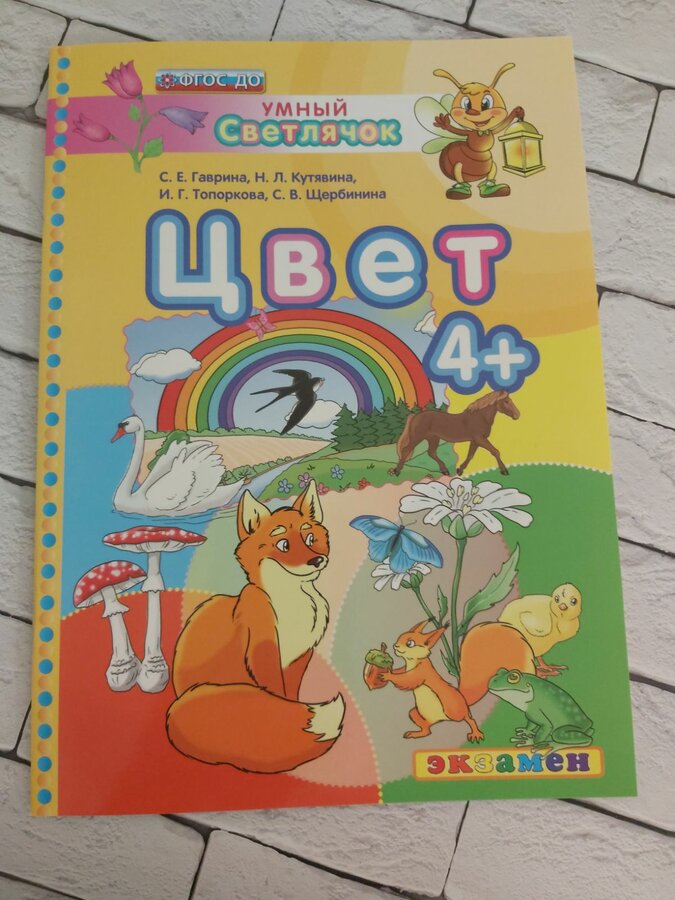 ФГОС ДО
УМНЫЙ
Светлячок
С. Е. Гаврина, Н. Л. Кутявина,
И. Г. Топоркова, С. В. Щербинина
Цвет
4+
экзамен